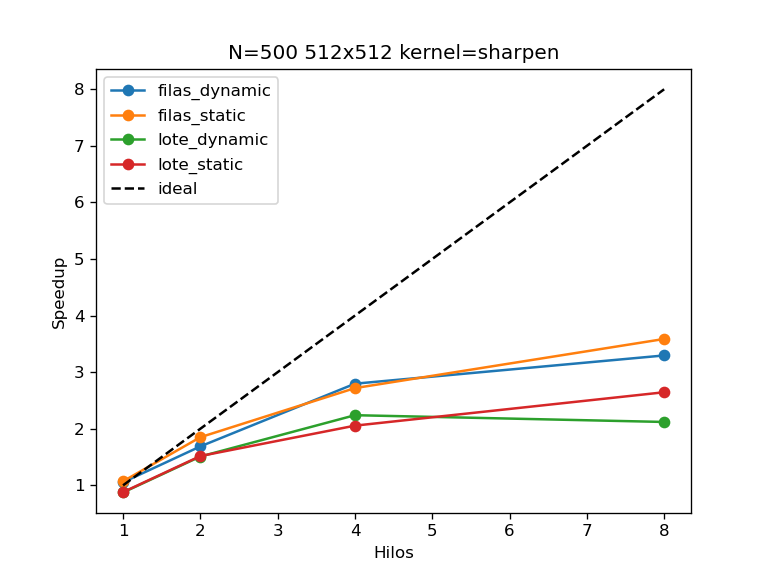 N=500 512x512 kernel=sharpen
filas_dynamic
filas_static
lote_dynamic
lote_static
ideal
8
7
6
5
4
3
2
1
Speedup
1 2 3 4 5 6 7 8
Hilos